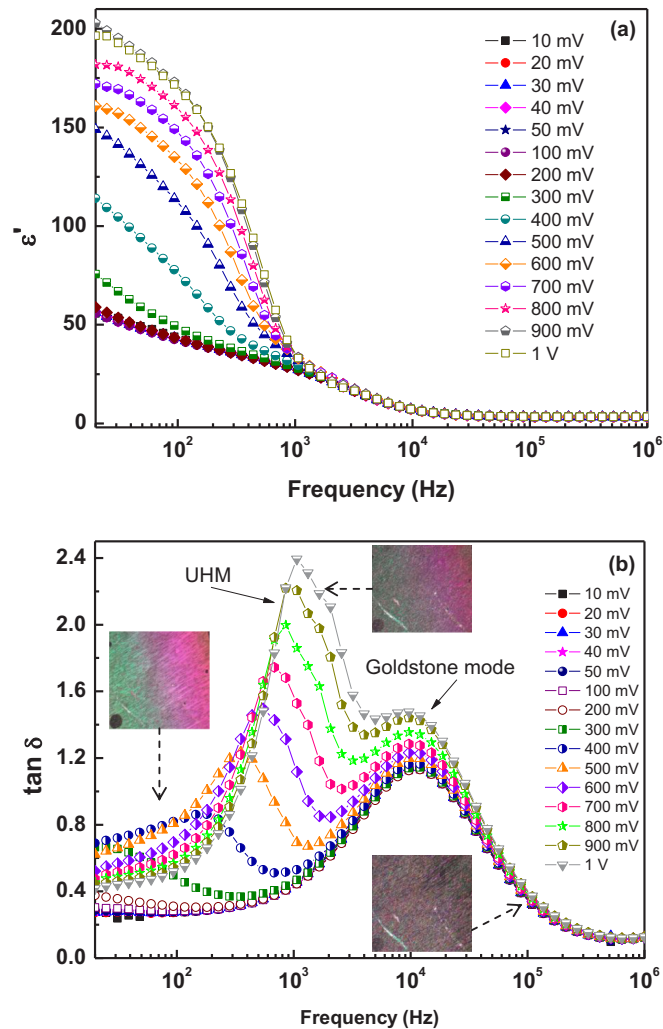 (a)
200
150
100
50
0
ε'
10 mV
20 mV
30 mV
40 mV
50 mV
100 mV
200 mV
300 mV
400 mV
500 mV
600 mV
700 mV
800 mV
900 mV
1 V
10² 10³ 10⁴ 10⁵ 10⁶
Frequency (Hz)
(b)
2.4
2.0
1.6
1.2
0.8
0.4
0.0
tan δ
UHM
Goldstone mode
10 mV
20 mV
30 mV
40 mV
50 mV
100 mV
200 mV
300 mV
400 mV
500 mV
600 mV
700 mV
800 mV
900 mV
1 V
10² 10³ 10⁴ 10⁵ 10⁶
Frequency (Hz)